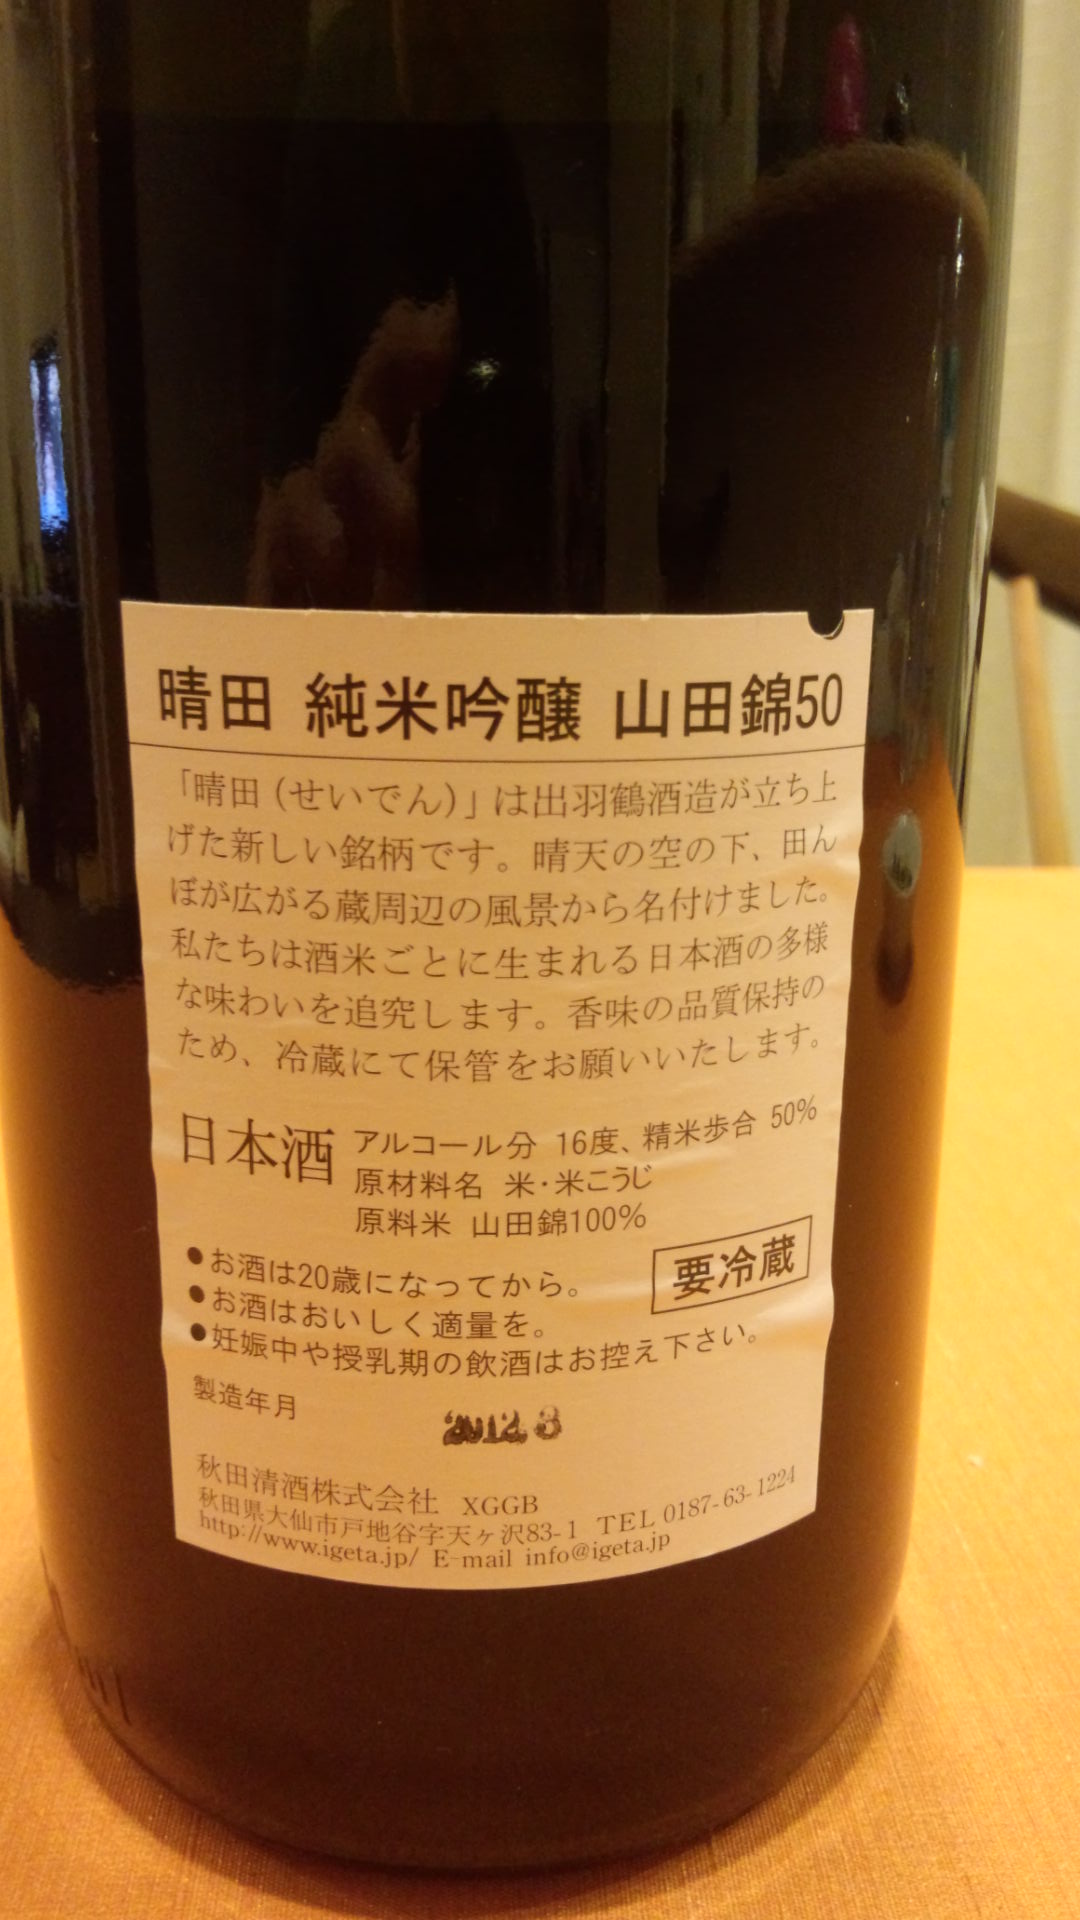 晴田 純米吟醸 山田錦50
「晴田（せいでん）」は出羽鶴酒造が立ち上
げた新しい銘柄です。晴天の空の下、田ん
ぼが広がる蔵周辺の風景から名付けました。
私たちは酒米ごとに生まれる日本酒の多様
な味わいを追究します。香味の品質保持の
ため、冷蔵にて保管をお願いいたします。
日本酒 アルコール分 16度、精米歩合 50%
原材料名 米・米こうじ
原料米 山田錦100%
要冷蔵
●お酒は20歳になってから。
●お酒はおいしく適量を。
●妊娠中や授乳期の飲酒はお控え下さい。
製造年月
2012. 8
秋田清酒株式会社 XGGB
秋田県大仙市戸地谷字天ヶ沢83-1 TEL 0187-63-1224
http://www.igeta.jp/ E-mail info@igeta.jp